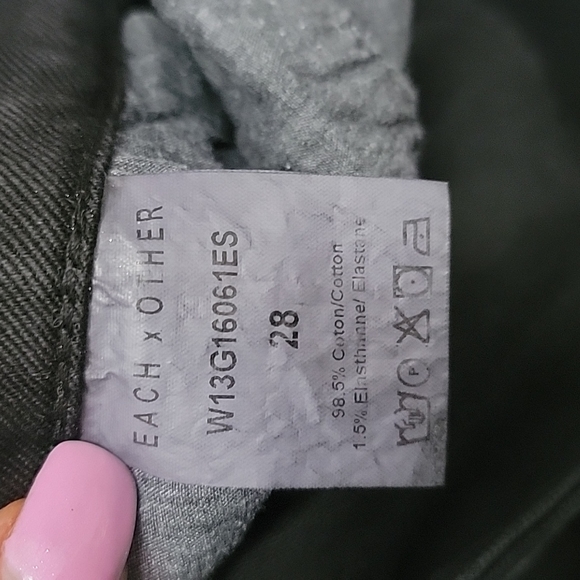 EACH x OTHER
W13G16061ES
28
98.5% Coton/Cotton
1.5% Elasthanne/ Elastane